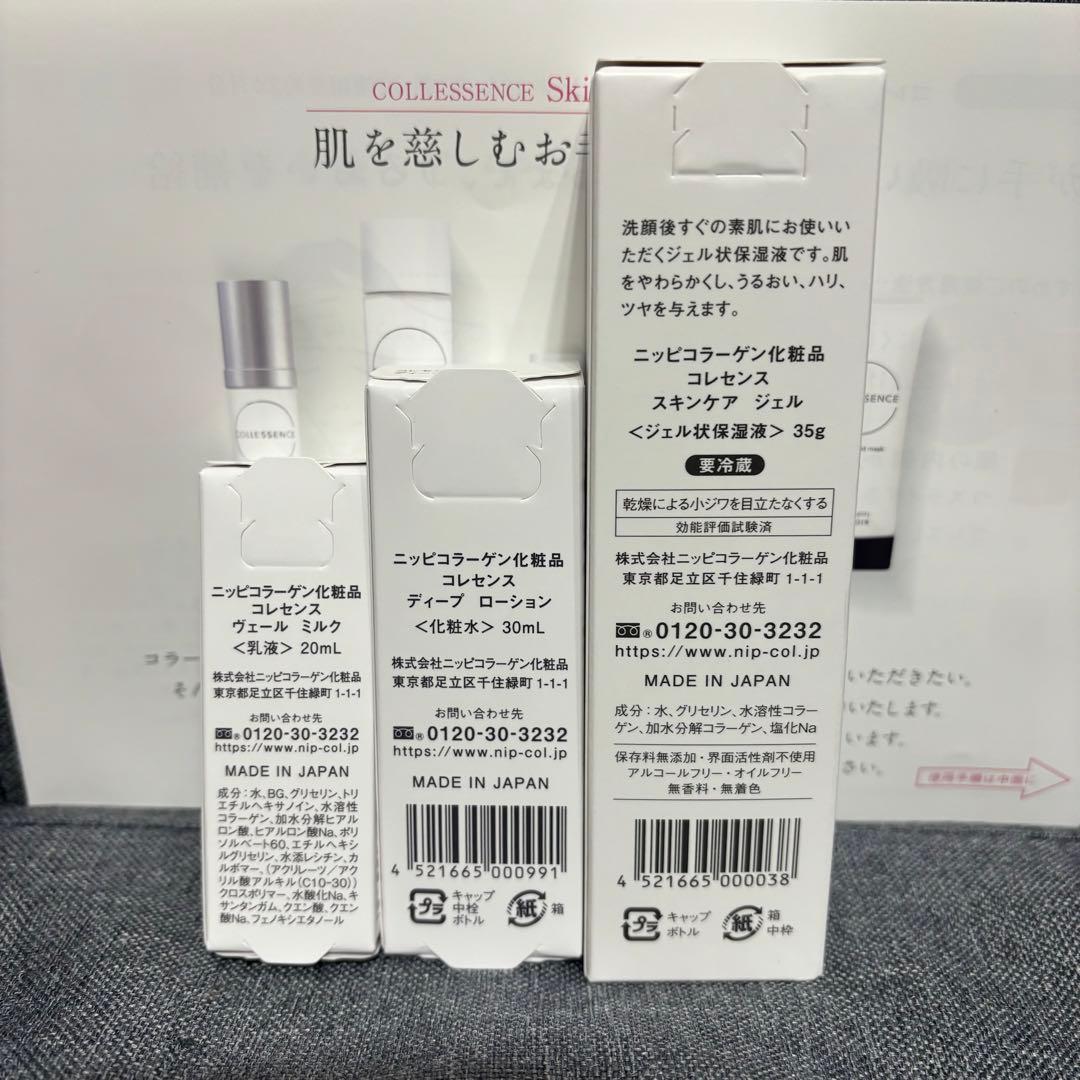 COLLESSENCE Ski
肌を慈しむお
COLLESSENCE
SENCE
コラー
そ
いただきたい。
いたします。
います。
さい。
ニッピコラーゲン化粧品
コレセンス
ヴェール ミルク
＜乳液＞ 20mL
株式会社ニッピコラーゲン化粧品
東京都足立区千住緑町 1-1-1
お問い合わせ先
® 0120-30-3232
https://www.nip-col.jp
MADE IN JAPAN
成分：水、BG、グリセリン、トリ
エチルヘキサノイン、水溶性
コラーゲン、加水分解ヒアル
ロン酸、ヒアルロン酸Na、ポリ
ソルベート60、エチルヘキシ
ルグリセリン、水添レシチン、カ
ルボマー、（アクリレーツ／アク
リル酸アルキル（C10-30））
クロスポリマー、水酸化Na、キ
サンタンガム、クエン酸、クエン
酸Na、フェノキシエタノール
ニッピコラーゲン化粧品
コレセンス
ディープ ローション
＜化粧水＞ 30mL
株式会社ニッピコラーゲン化粧品
東京都足立区千住緑町 1-1-1
お問い合わせ先
® 0120-30-3232
https://www.nip-col.jp
MADE IN JAPAN
4 521665 000991
プラ
キャップ
中栓
ボトル
紙
箱
洗顔後すぐの素肌にお使いい
ただくジェル状保湿液です。肌
をやわらかくし、うるおい、ハリ、
ツヤを与えます。
ニッピコラーゲン化粧品
コレセンス
スキンケア ジェル
＜ジェル状保湿液＞ 35g
要冷蔵
乾燥による小ジワを目立たなくする
効能評価試験済
株式会社ニッピコラーゲン化粧品
東京都足立区千住緑町 1-1-1
お問い合わせ先
® 0120-30-3232
https://www.nip-col.jp
MADE IN JAPAN
成分：水、グリセリン、水溶性コラー
ゲン、加水分解コラーゲン、塩化Na
保存料無添加・界面活性剤不使用
アルコールフリー・オイルフリー
無香料・無着色
4 521665 000038
プラ
キャップ
ボトル
紙
箱
中枠